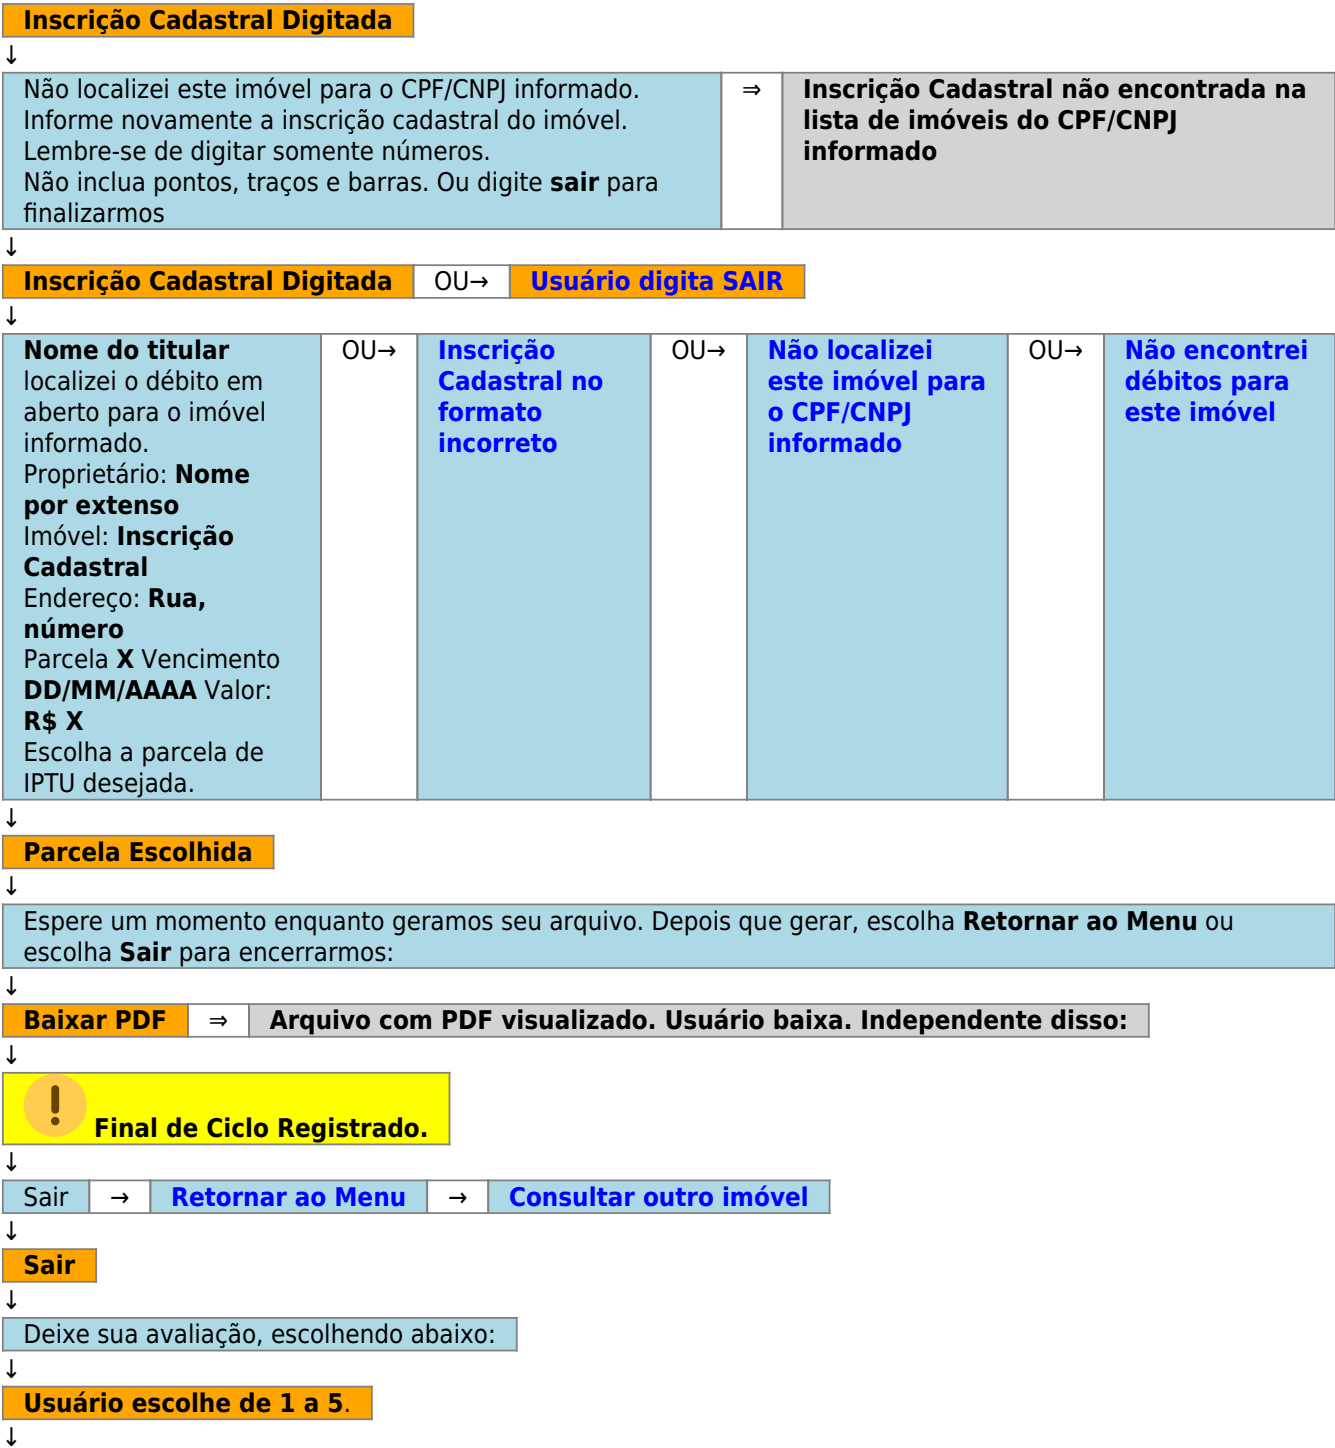 Inscrição Cadastral Digitada
↓
Não localizei este imóvel para o CPF/CNPJ informado.
Informe novamente a inscrição cadastral do imóvel.
Lembre-se de digitar somente números.
Não inclua pontos, traços e barras. Ou digite sair para
finalizarmos
⇒
Inscrição Cadastral não encontrada na
lista de imóveis do CPF/CNPJ
informado
↓
Inscrição Cadastral Digitada OU→ Usuário digita SAIR
↓
Nome do titular
localizei o débito em
aberto para o imóvel
informado.
Proprietário: Nome
por extenso
Imóvel: Inscrição
Cadastral
Endereço: Rua,
número
Parcela X Vencimento
DD/MM/AAAA Valor:
R$ X
Escolha a parcela de
IPTU desejada.
OU→
Inscrição
Cadastral no
formato
incorreto
OU→
Não localizei
este imóvel para
o CPF/CNPJ
informado
OU→
Não encontrei
débitos para
este imóvel
↓
Parcela Escolhida
↓
Espere um momento enquanto geramos seu arquivo. Depois que gerar, escolha Retornar ao Menu ou
escolha Sair para encerrarmos:
↓
Baixar PDF ⇒ Arquivo com PDF visualizado. Usuário baixa. Independente disso:
↓
Final de Ciclo Registrado.
↓
Sair → Retornar ao Menu → Consultar outro imóvel
↓
Sair
↓
Deixe sua avaliação, escolhendo abaixo:
↓
Usuário escolhe de 1 a 5.
↓